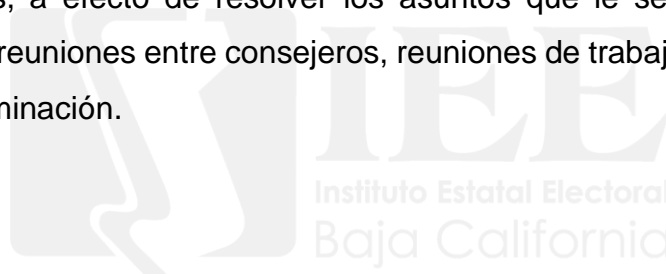 s, a efecto de resolver los asuntos que le se
reuniones entre consejeros, reuniones de trabaj
minación.
IEE
Instituto Estatal Electoral
Baja California